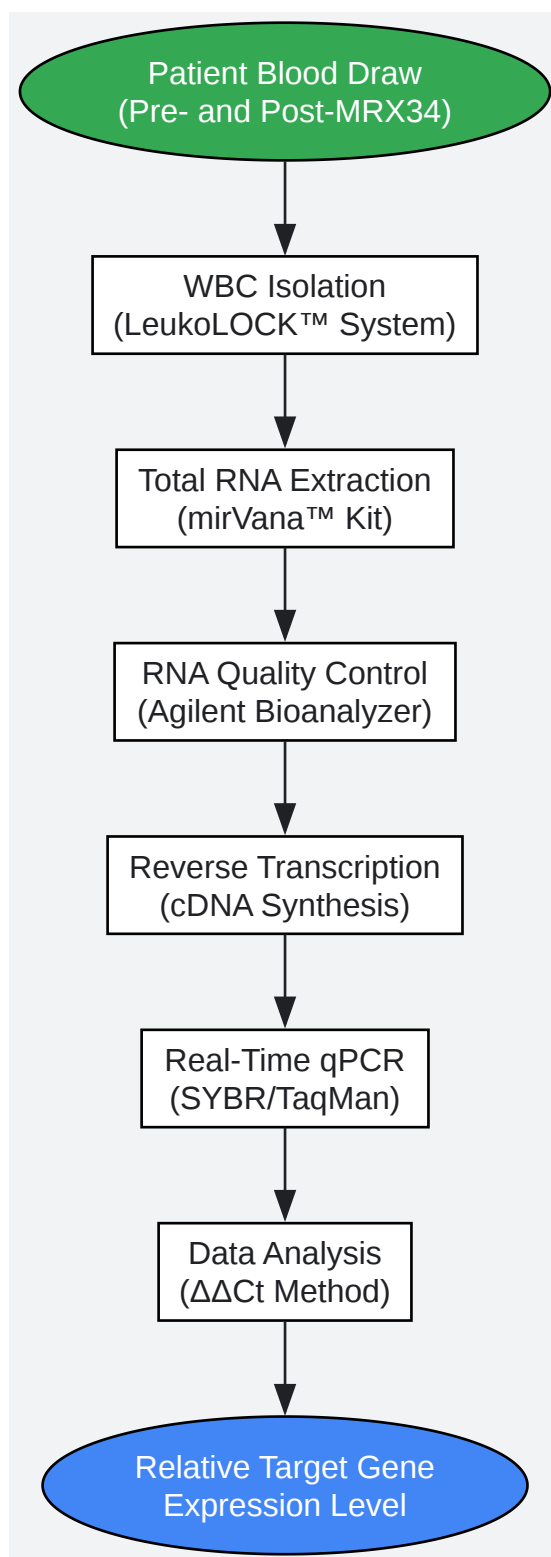 Patient Blood Draw
(Pre- and Post-MRX34)
WBC Isolation
(LeukoLOCK™ System)
Total RNA Extraction
(mirVana™ Kit)
RNA Quality Control
(Agilent Bioanalyzer)
Reverse Transcription
(cDNA Synthesis)
Real-Time qPCR
(SYBR/TaqMan)
Data Analysis
(ΔΔCt Method)
Relative Target Gene
Expression Level